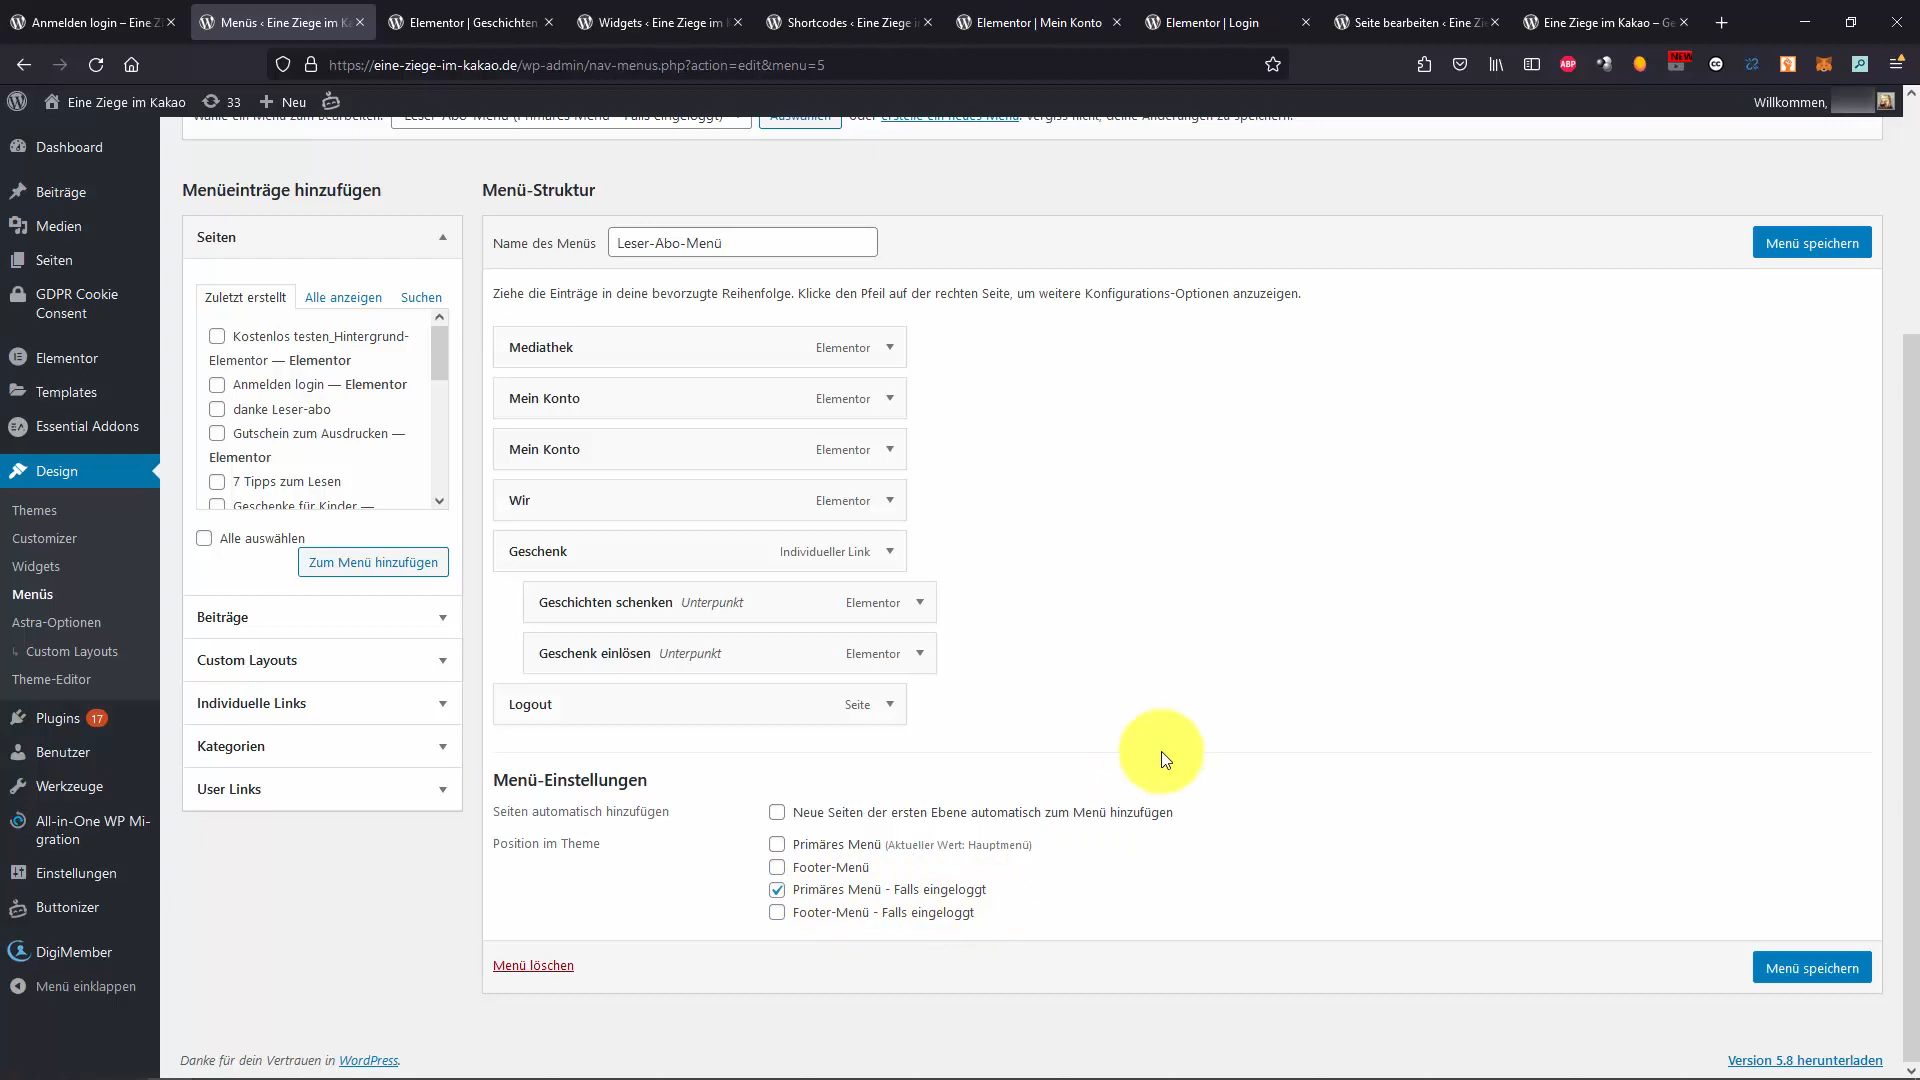 Anmelden login ‹ Eine Z
Menüs ‹ Eine Ziege im Ka
Elementor | Geschichten
Widgets ‹ Eine Ziege im
Shortcodes ‹ Eine Ziege i
Elementor | Mein Konto
Elementor | Login
Seite bearbeiten ‹ Eine Zie
Eine Ziege im Kakao – Ge
https://eine-ziege-im-kakao.de/wp-admin/nav-menus.php?action=edit&menu=5
ABP
NEW
Eine Ziege im Kakao
33
Neu
Willkommen,
Wähle ein Menü zum Bearbeiten:
Leser-Abo-Menü (Primäres Menü - Falls eingeloggt)
Auswählen
oder erstelle ein neues Menü. Vergiss nicht, deine Änderungen zu speichern.
Dashboard
Beiträge
Medien
Seiten
GDPR Cookie
Consent
Elementor
Templates
Essential Addons
Design
Themes
Customizer
Widgets
Menüs
Astra-Optionen
Custom Layouts
Theme-Editor
Plugins 17
Benutzer
Werkzeuge
All-in-One WP Mi-
gration
Einstellungen
Buttonizer
DigiMember
Menü einklappen
Menüeinträge hinzufügen
Seiten
Zuletzt erstellt
Alle anzeigen
Suchen
Kostenlos testen_Hintergrund-
Elementor — Elementor
Anmelden login — Elementor
danke Leser-abo
Gutschein zum Ausdrucken —
Elementor
7 Tipps zum Lesen
Geschenke für Kinder —
Alle auswählen
Zum Menü hinzufügen
Beiträge
Custom Layouts
Individuelle Links
Kategorien
User Links
Menü-Struktur
Name des Menüs
Leser-Abo-Menü
Menü speichern
Ziehe die Einträge in deine bevorzugte Reihenfolge. Klicke den Pfeil auf der rechten Seite, um weitere Konfigurations-Optionen anzuzeigen.
Mediathek Elementor
Mein Konto Elementor
Mein Konto Elementor
Wir Elementor
Geschenk Individueller Link
Geschichten schenken Unterpunkt Elementor
Geschenk einlösen Unterpunkt Elementor
Logout Seite
Menü-Einstellungen
Seiten automatisch hinzufügen
Neue Seiten der ersten Ebene automatisch zum Menü hinzufügen
Position im Theme
Primäres Menü (Aktueller Wert: Hauptmenü)
Footer-Menü
Primäres Menü - Falls eingeloggt
Footer-Menü - Falls eingeloggt
Menü löschen
Menü speichern
Danke für dein Vertrauen in WordPress.
Version 5.8 herunterladen